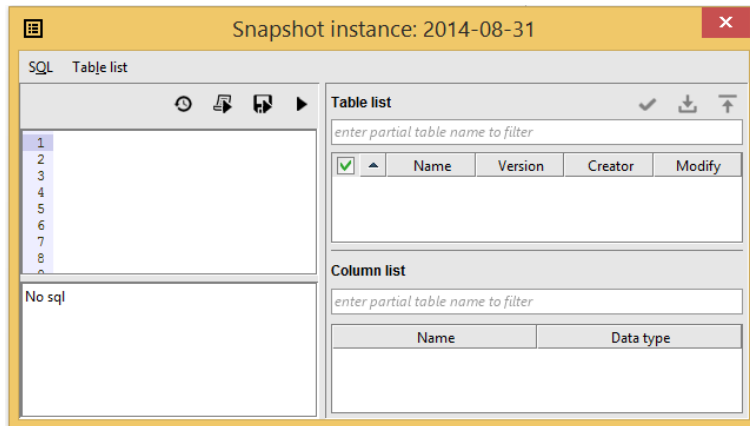 Snapshot instance: 2014-08-31
SQL Table list
Table list
enter partial table name to filter
Name Version Creator Modify
1
2
3
4
5
6
7
8
Column list
enter partial table name to filter
Name Data type
No sql